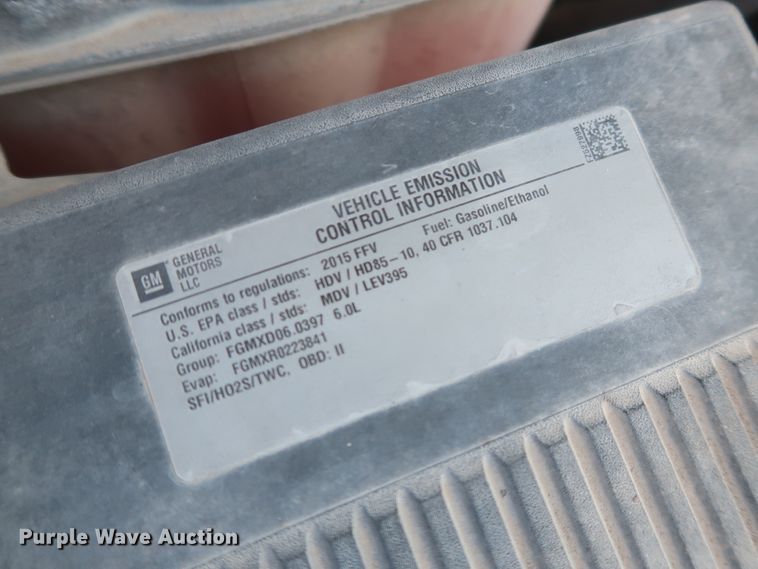 GM
GENERAL
MOTORS
LLC
VEHICLE EMISSION
CONTROL INFORMATION
Conforms to regulations: 2015 FFV Fuel: Gasoline/Ethanol
U.S. EPA class / stds: HDV / HD85-10, 40 CFR 1037.104
California class / stds: MDV / LEV395
Group: FGMXD06.0397 6.0L
Evap: FGMXR0223841
SFI/HO2S/TWC, OBD: II
Purple Wave Auction